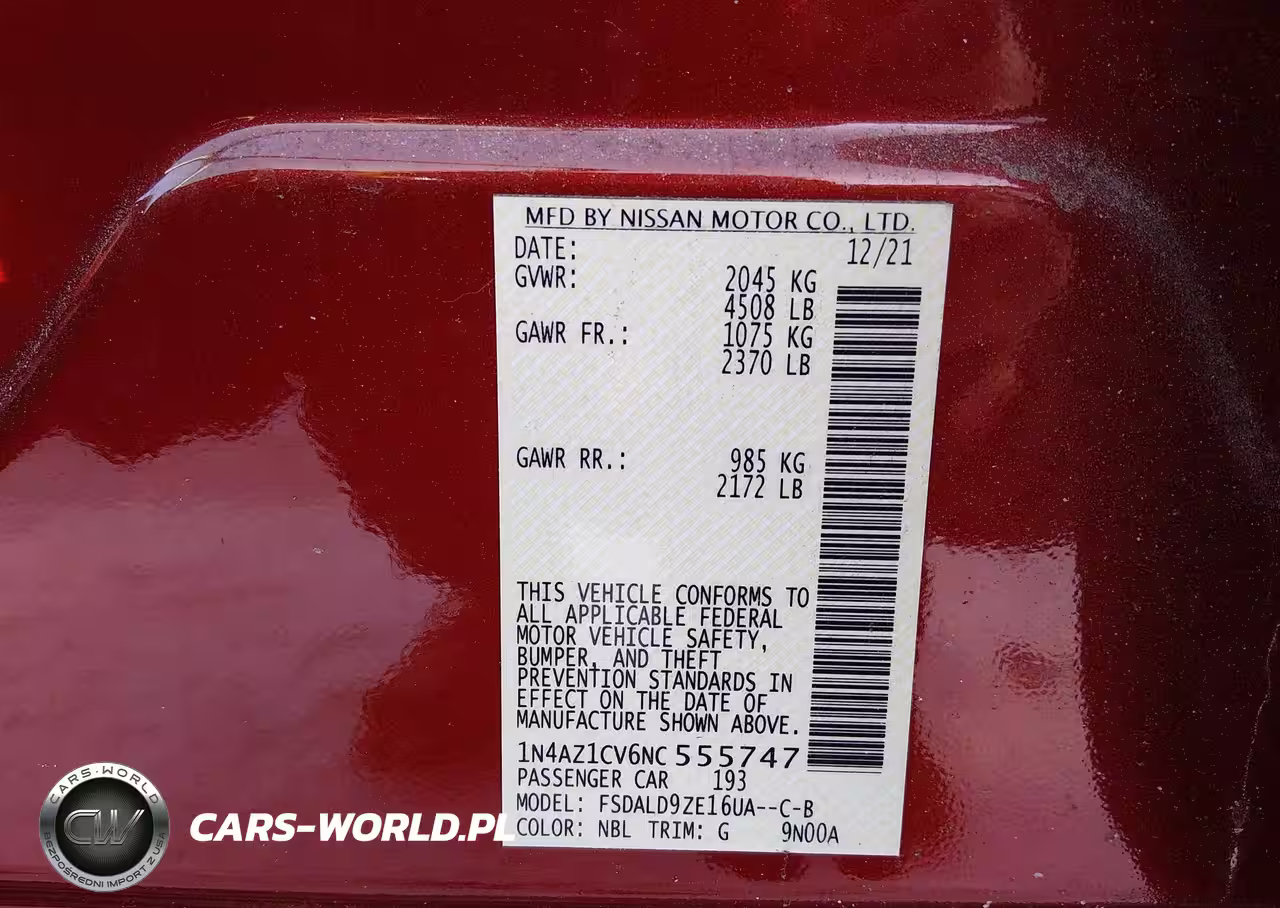 MFD BY NISSAN MOTOR CO., LTD.
DATE: 12/21
GVWR: 2045 KG
4508 LB
GAWR FR.: 1075 KG
2370 LB
GAWR RR.: 985 KG
2172 LB
THIS VEHICLE CONFORMS TO
ALL APPLICABLE FEDERAL
MOTOR VEHICLE SAFETY,
BUMPER, AND THEFT
PREVENTION STANDARDS IN
EFFECT ON THE DATE OF
MANUFACTURE SHOWN ABOVE.
1N4AZ1CV6NC555747
PASSENGER CAR 193
MODEL: FSDALD9ZE16UA--C-B
COLOR: NBL TRIM: G 9N00A
CARS-WORLD
CW
BEZPOŚREDNI IMPORT Z USA
CARS-WORLD.PL